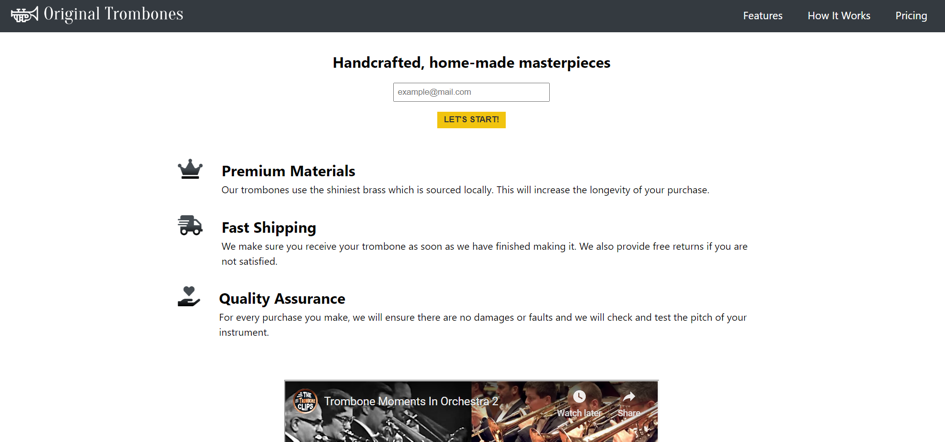 Original Trombones
Features
How It Works
Pricing
Handcrafted, home-made masterpieces
example@mail.com
LET'S START!
Premium Materials
Our trombones use the shiniest brass which is sourced locally. This will increase the longevity of your purchase.
Fast Shipping
We make sure you receive your trombone as soon as we have finished making it. We also provide free returns if you are
not satisfied.
Quality Assurance
For every purchase you make, we will ensure there are no damages or faults and we will check and test the pitch of your
instrument.
THE
TROMBONE
CLIPS
Trombone Moments In Orchestra 2
Watch later
Share